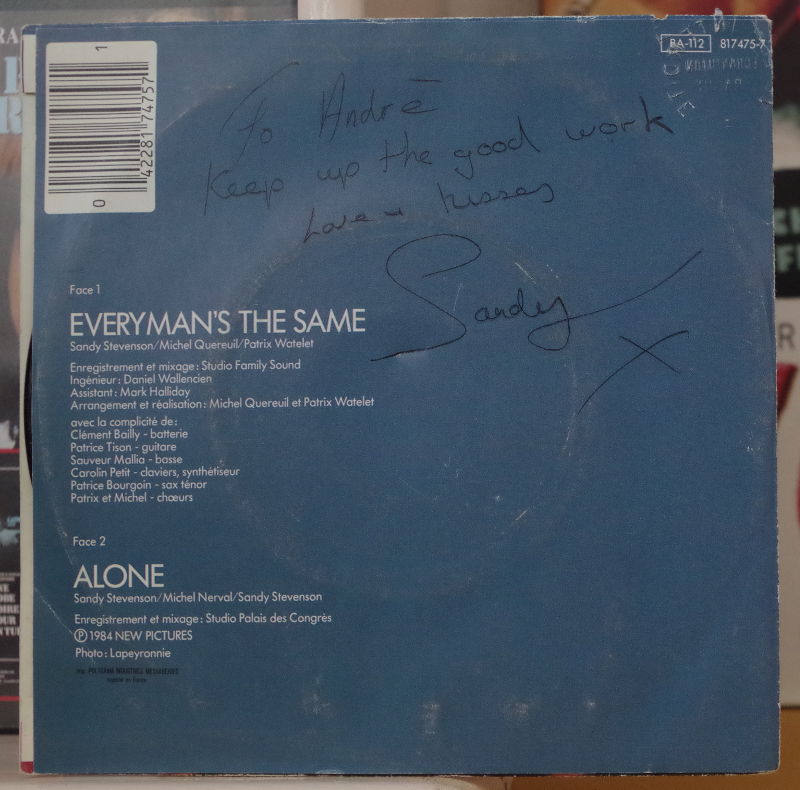 BA-112 817475-7
1
42281 74757
0
To André
Keep up the good work
Love + kisses
Sandy
X
Face 1
EVERYMAN'S THE SAME
Sandy Stevenson/Michel Quereuil/Patrix Watelet
Enregistrement et mixage: Studio Family Sound
Ingénieur: Daniel Wallencien
Assistant: Mark Halliday
Arrangement et réalisation: Michel Quereuil et Patrix Watelet
avec la complicité de:
Clément Bailly - batterie
Patrice Tison - guitare
Sauveur Mallia - basse
Carolin Petit - claviers, synthétiseur
Patrice Bourgoin - sax ténor
Patrix et Michel - chœurs
Face 2
ALONE
Sandy Stevenson/Michel Nerval/Sandy Stevenson
Enregistrement et mixage: Studio Palais des Congrès
℗ 1984 NEW PICTURES
Photo: Lapeyronnie
Imp. POLYGRAM INDUSTRIES MESSAGERIES